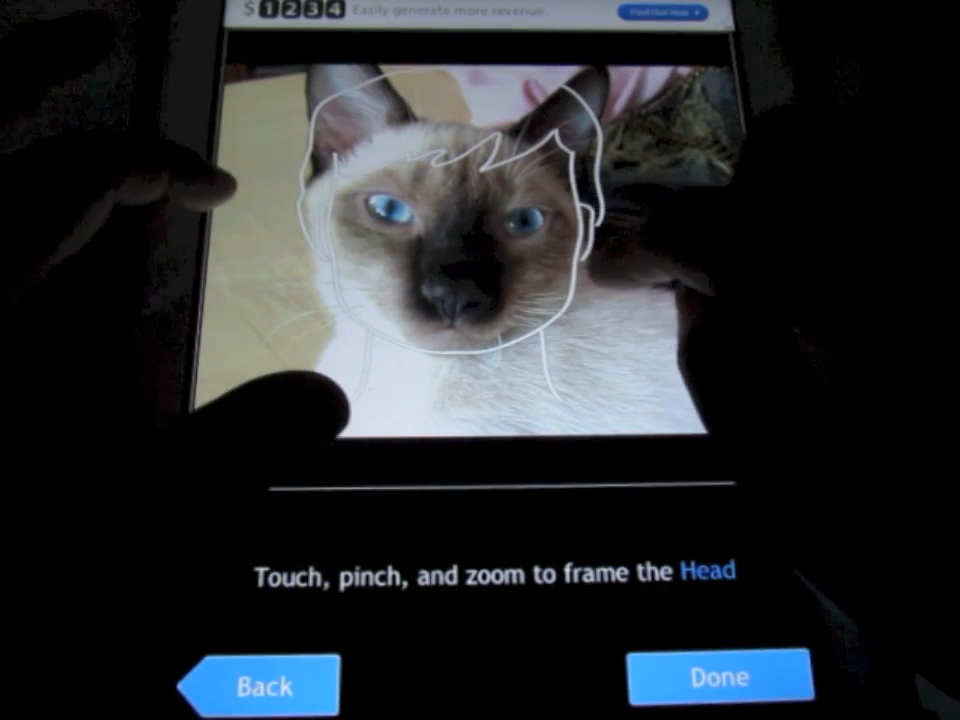 $1234 Easily generate more revenue.
Find Out How
Touch, pinch, and zoom to frame the Head
Back
Done